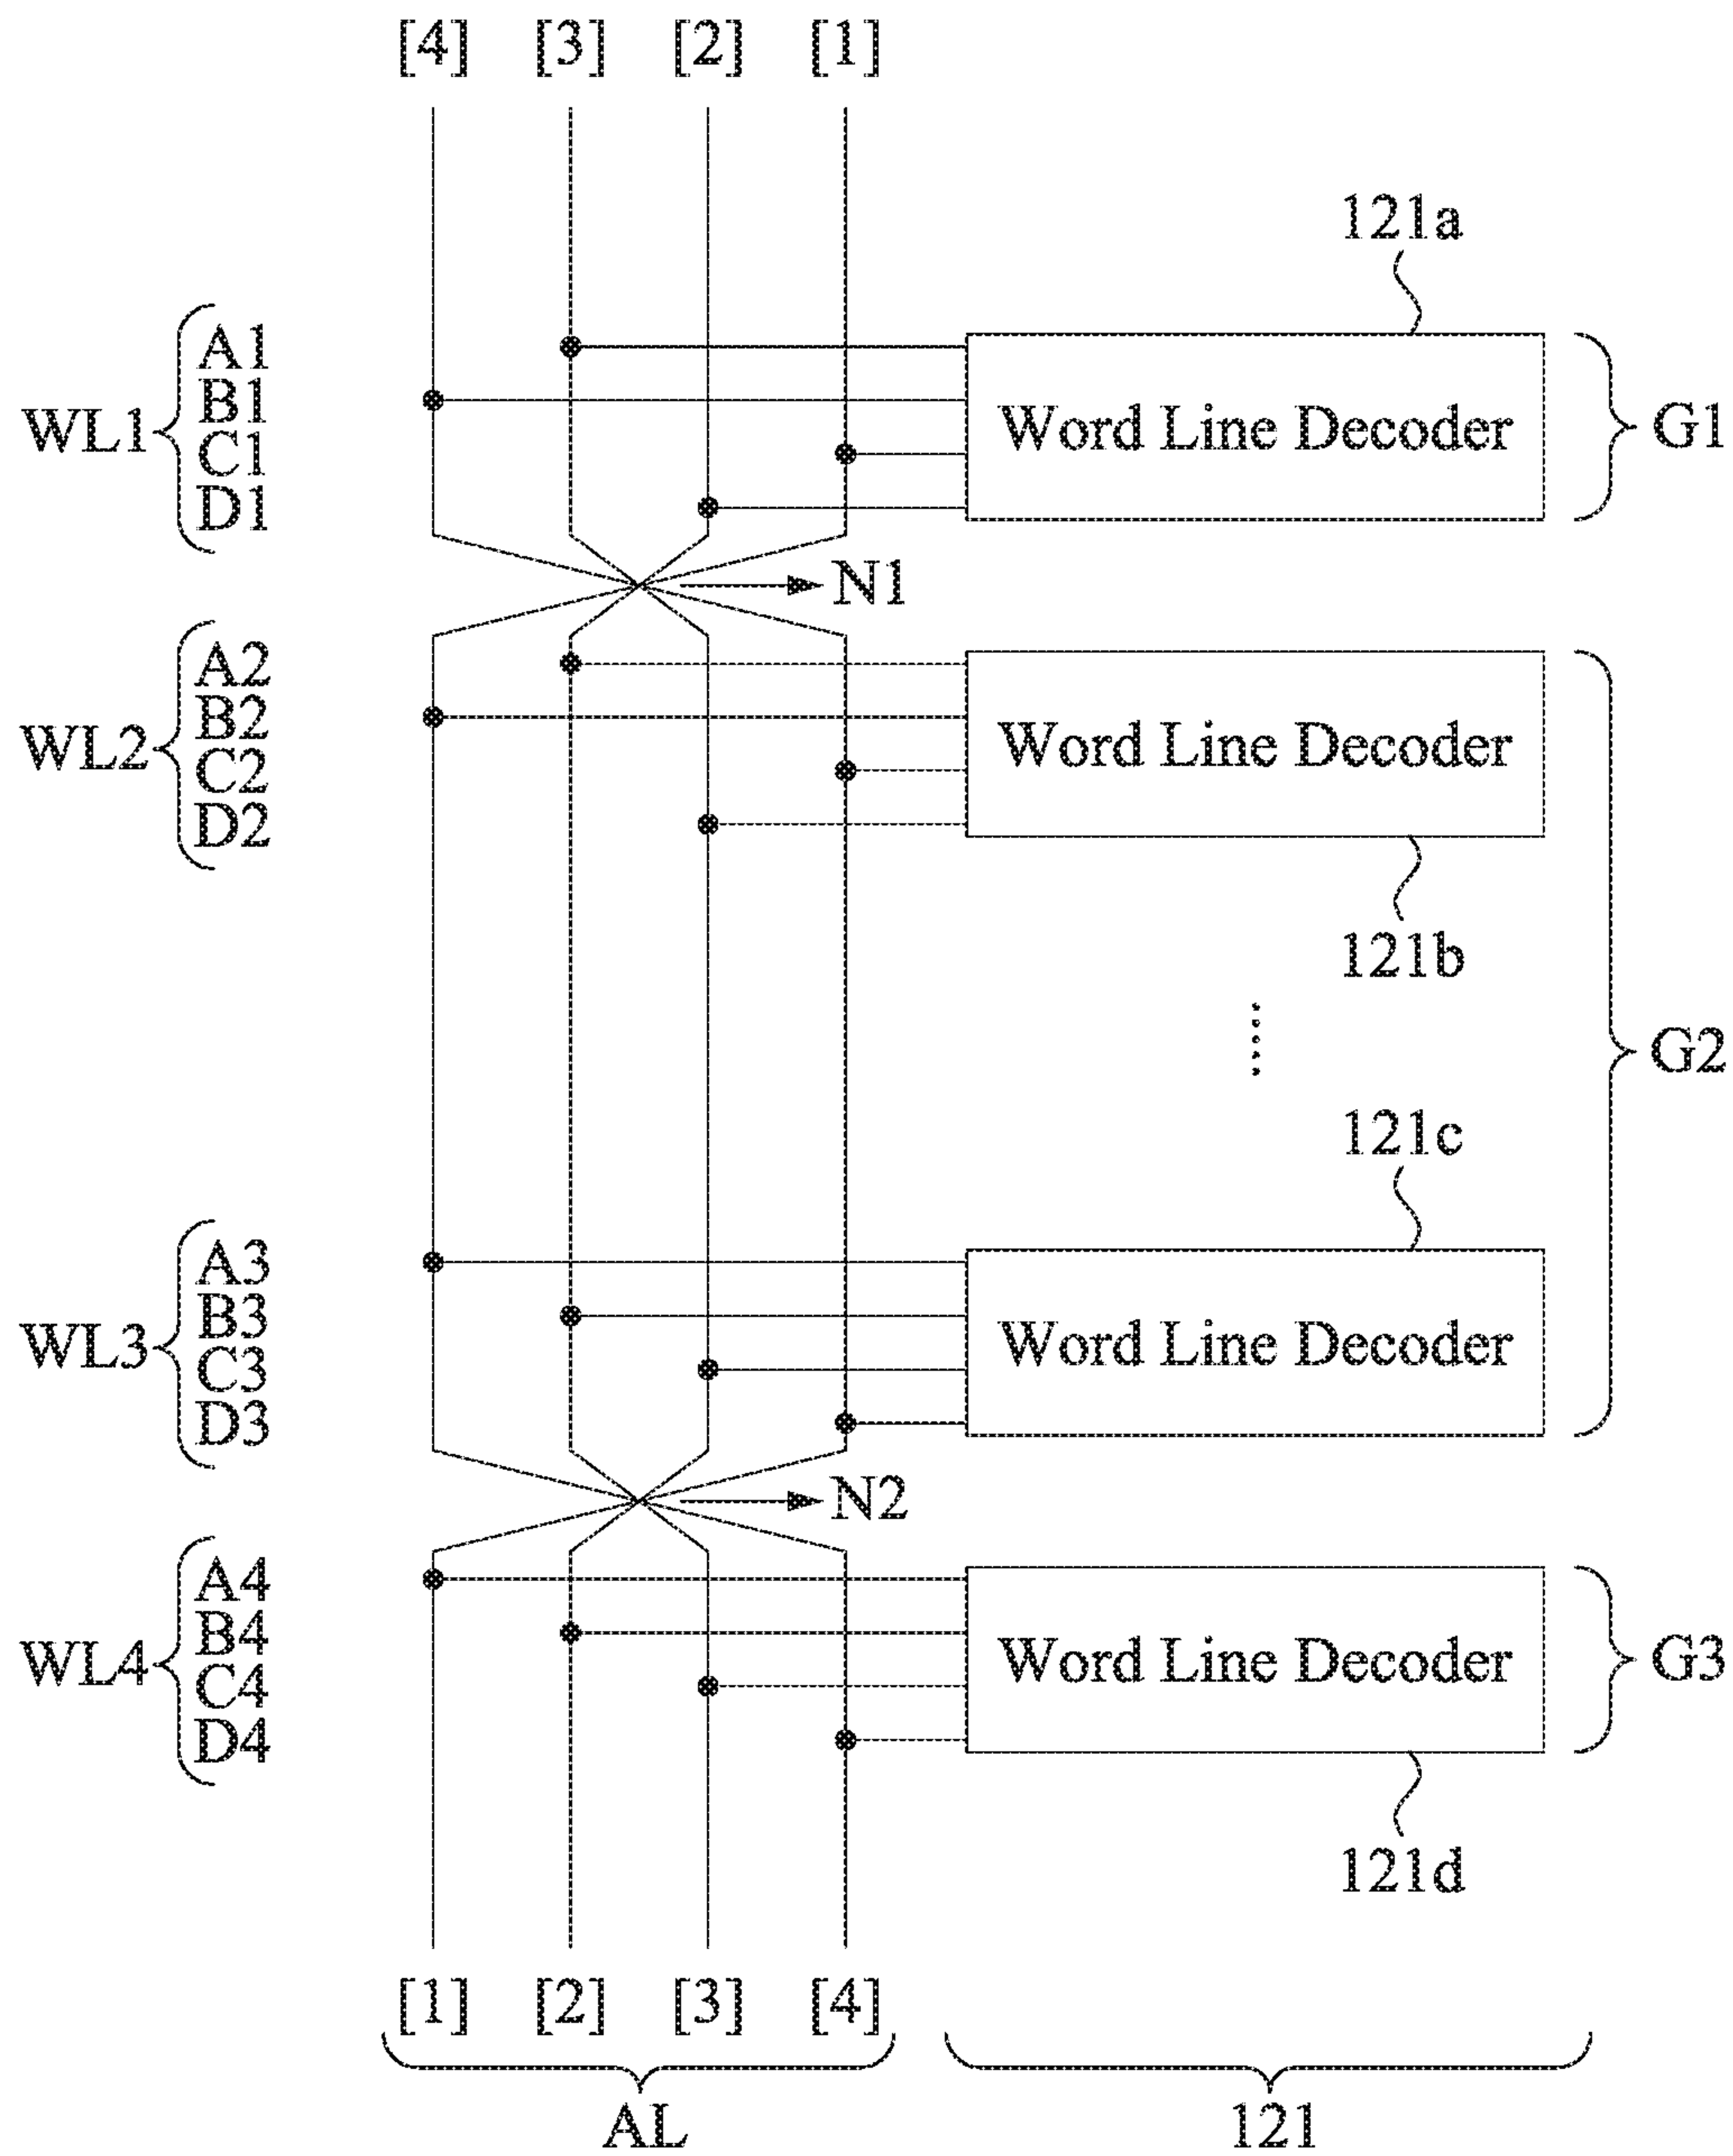 [4] [3] [2] [1]
121a
WL1
A1
B1
C1
D1
Word Line Decoder
G1
N1
WL2
A2
B2
C2
D2
Word Line Decoder
121b
G2
121c
WL3
A3
B3
C3
D3
Word Line Decoder
N2
WL4
A4
B4
C4
D4
Word Line Decoder
G3
121d
[1] [2] [3] [4]
AL
121